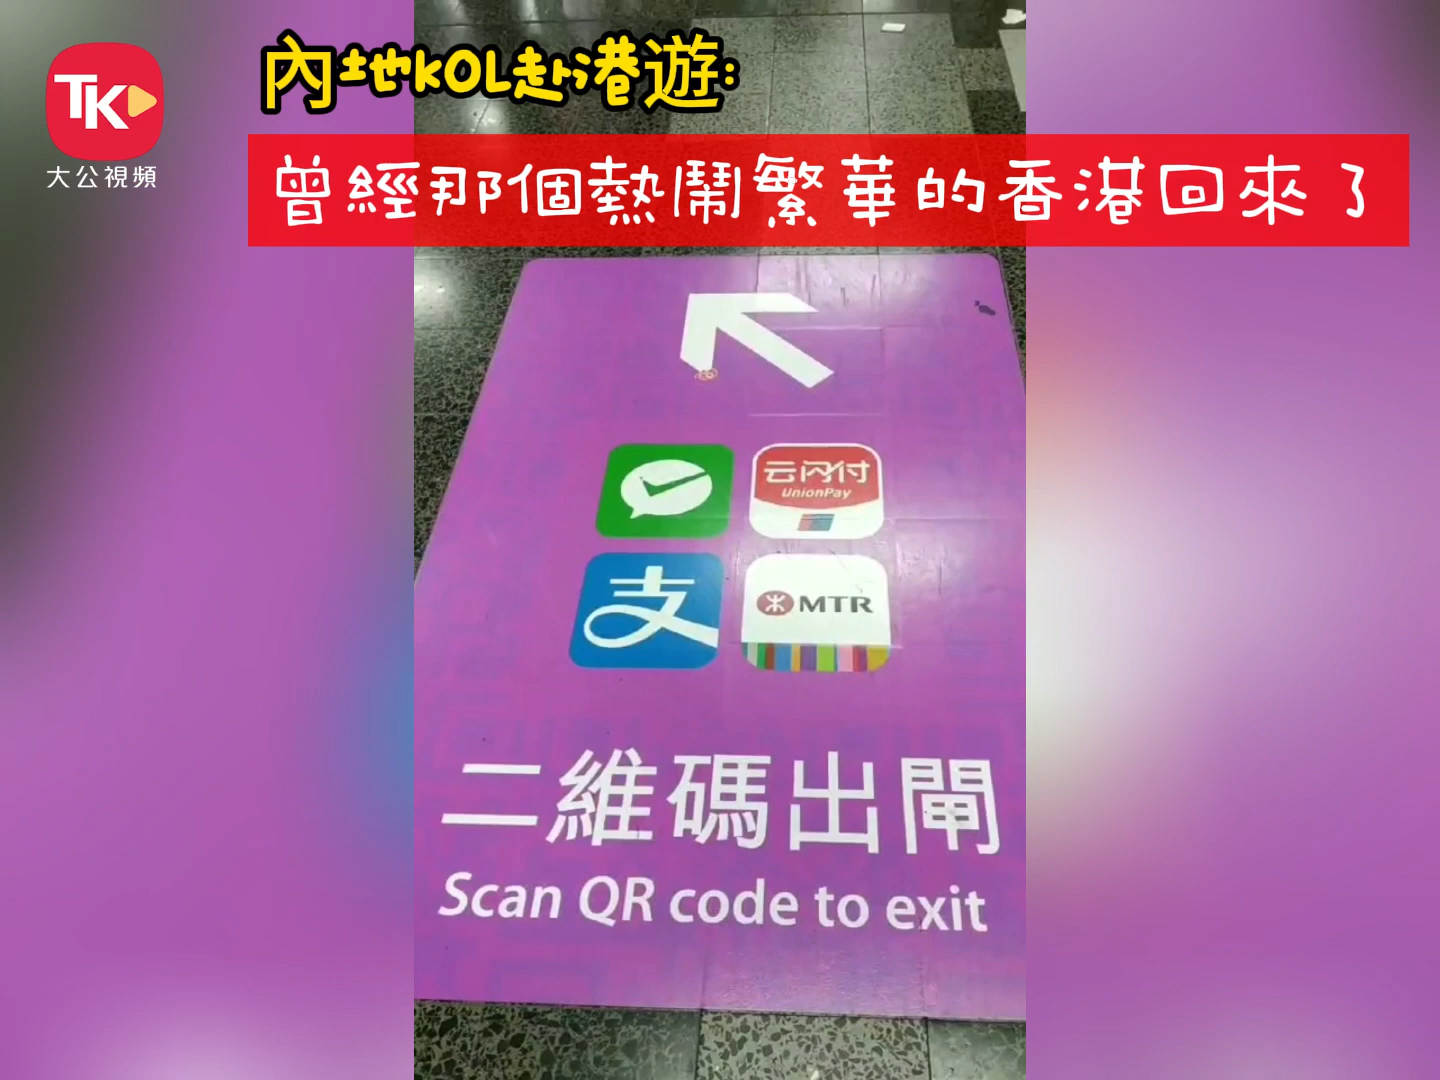 TK
大公視頻
內地KOL赴港遊:
曾經那個熱鬧繁華的香港回來了
云闪付
UnionPay
支
MTR
二維碼出閘
Scan QR code to exit